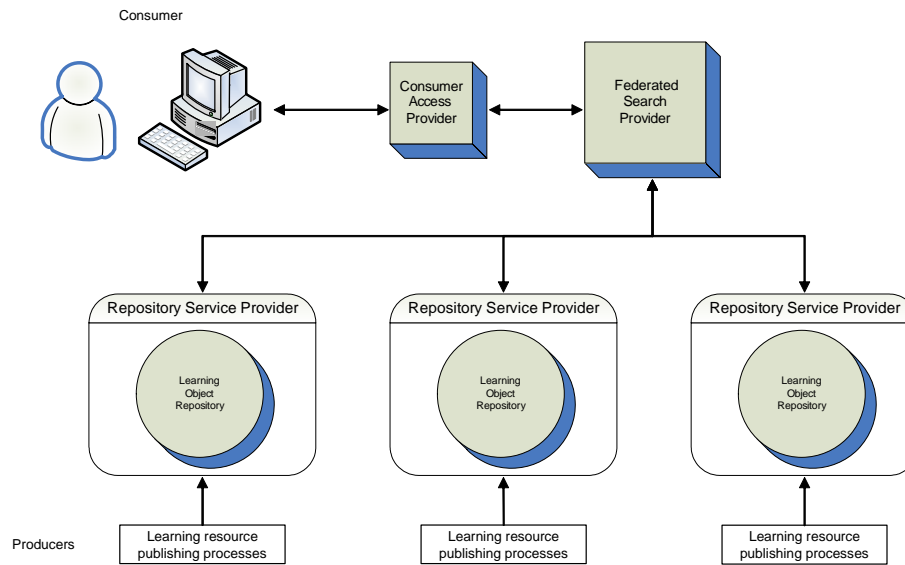 Consumer
Consumer
Access
Provider
Federated
Search
Provider
Repository Service Provider
Repository Service Provider
Repository Service Provider
Learning
Object
Repository
Learning
Object
Repository
Learning
Object
Repository
Producers
Learning resource
publishing processes
Learning resource
publishing processes
Learning resource
publishing processes